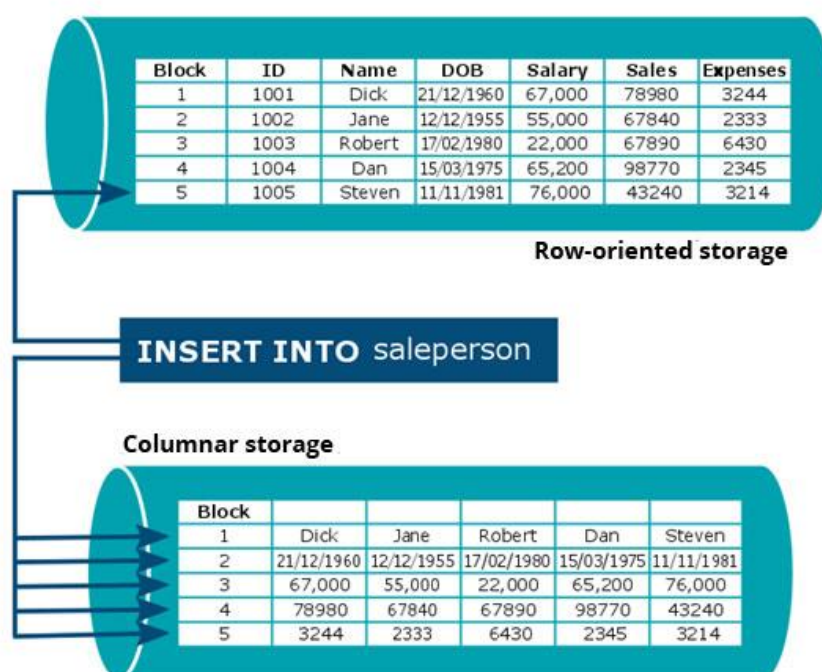 Block ID Name DOB Salary Sales Expenses
1 1001 Dick 21/12/1960 67,000 78980 3244
2 1002 Jane 12/12/1955 55,000 67840 2333
3 1003 Robert 17/02/1980 22,000 67890 6430
4 1004 Dan 15/03/1975 65,200 98770 2345
5 1005 Steven 11/11/1981 76,000 43240 3214
Row-oriented storage
INSERT INTO saleperson
Columnar storage
Block
1 Dick Jane Robert Dan Steven
2 21/12/1960 12/12/1955 17/02/1980 15/03/1975 11/11/1981
3 67,000 55,000 22,000 65,200 76,000
4 78980 67840 67890 98770 43240
5 3244 2333 6430 2345 3214